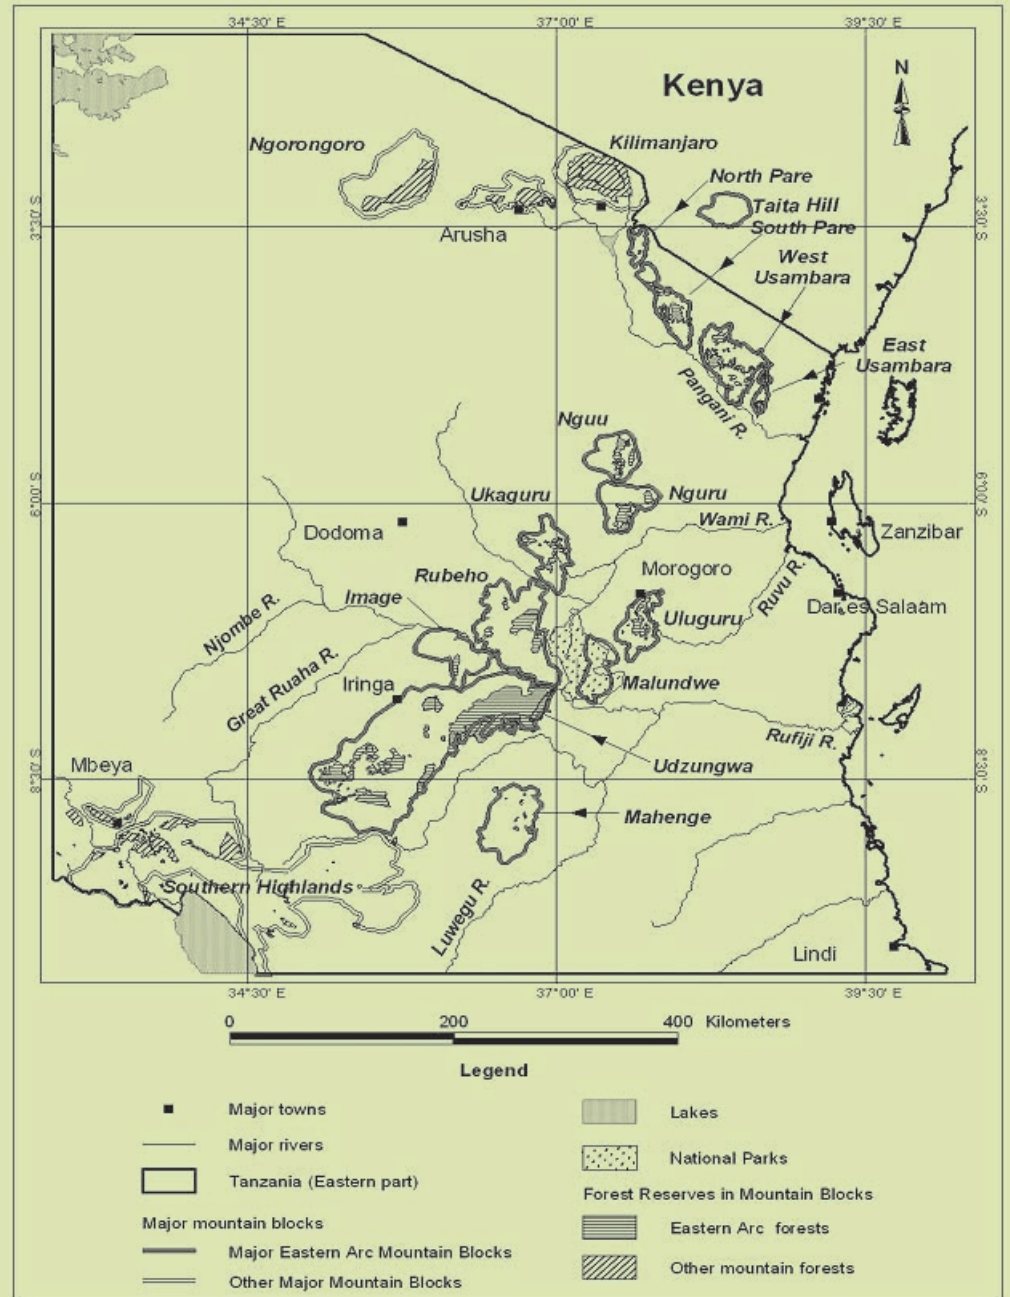 34°30' E 37°00' E 39°30' E
Kenya
N
Ngorongoro
Kilimanjaro
North Pare
Taita Hill
3°30' S
3°30' S
South Pare
Arusha
West
Usambara
East
Usambara
Pangani R.
Nguu
Ukaguru
Nguru
6°00' S
6°00' S
Wami R.
Zanzibar
Dodoma
Morogoro
Rubeho
Ruvu R.
Image
Dar es Salaam
Njombe R.
Uluguru
Great Ruaha R.
Iringa
Malundwe
Rufiji R.
Mbeya
Udzungwa
8°30' S
8°30' S
Mahenge
Southern Highlands
Luwegu R.
Lindi
34°30' E 37°00' E 39°30' E
0 200 400 Kilometers
Legend
Major towns
Major rivers
Tanzania (Eastern part)
Major mountain blocks
Major Eastern Arc Mountain Blocks
Other Major Mountain Blocks
Lakes
National Parks
Forest Reserves in Mountain Blocks
Eastern Arc forests
Other mountain forests